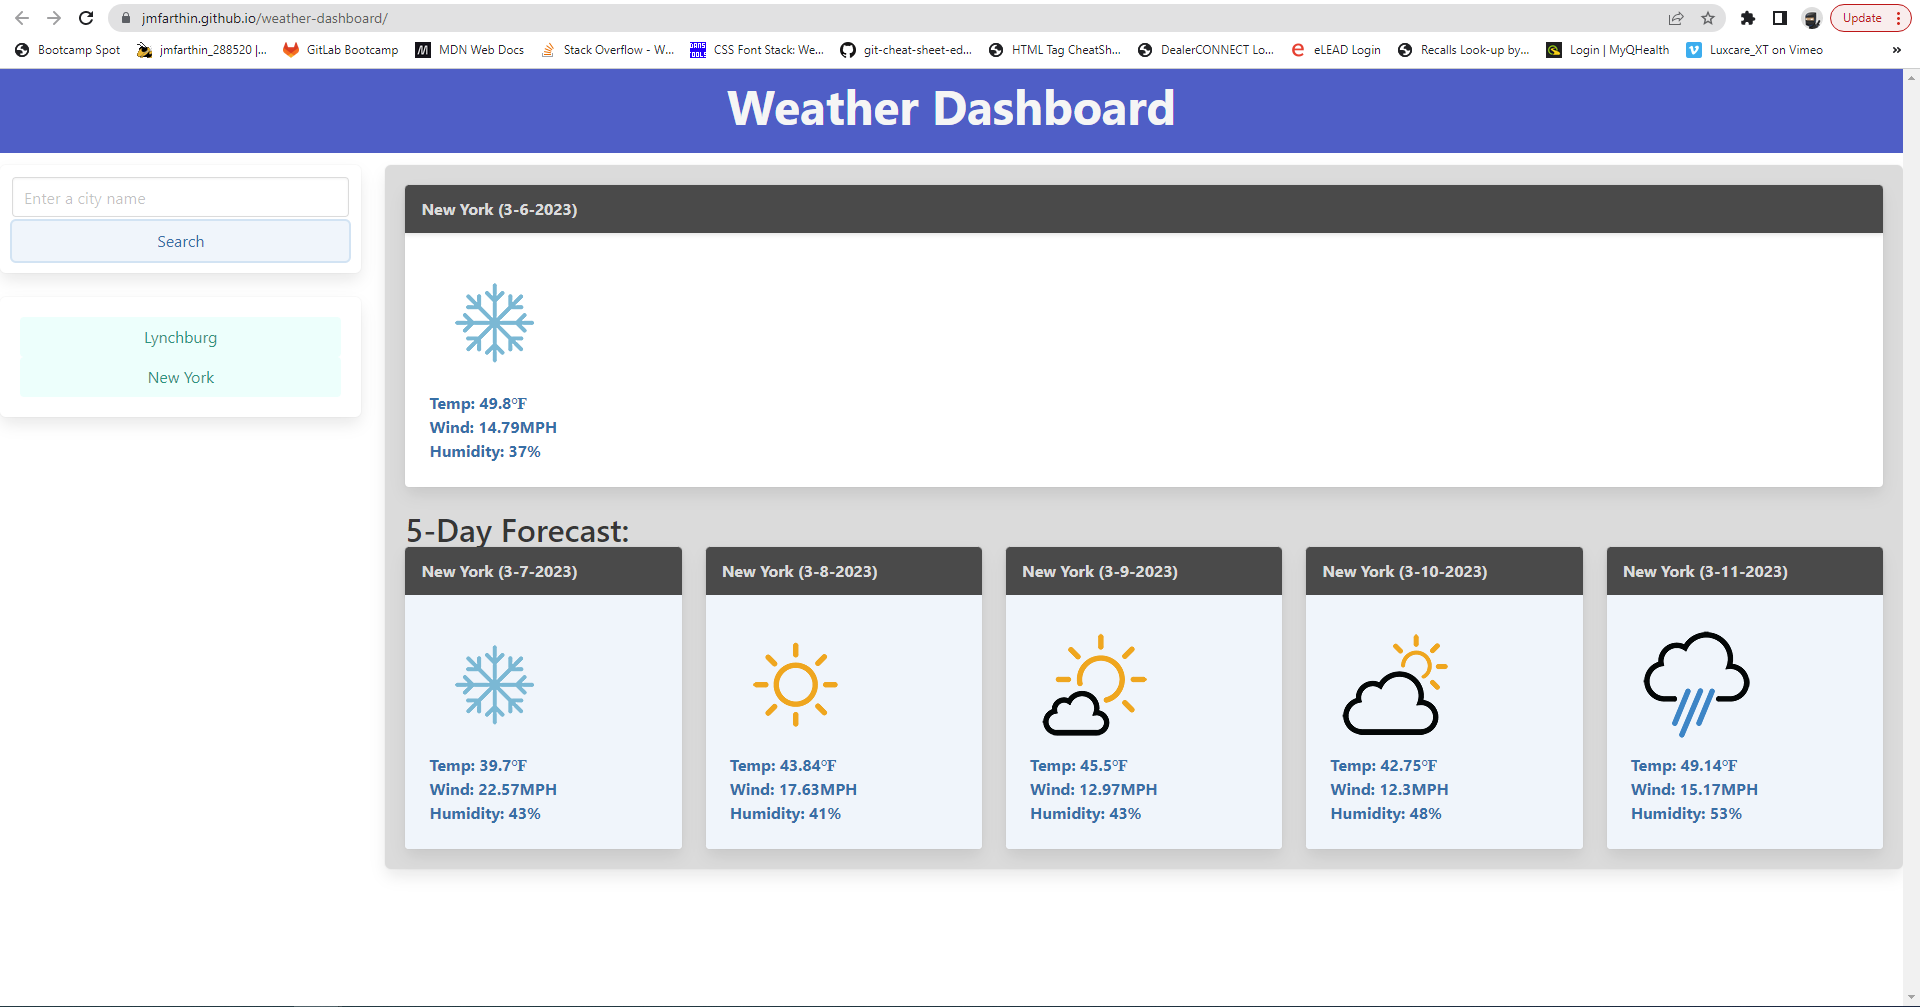 jmfarthin.github.io/weather-dashboard/
Update
Bootcamp Spot
jmfarthin_288520 |...
GitLab Bootcamp
MDN Web Docs
Stack Overflow - W...
CSS Font Stack: We...
git-cheat-sheet-ed...
HTML Tag CheatSh...
DealerCONNECT Lo...
eLEAD Login
Recalls Look-up by...
Login | MyQHealth
Luxcare_XT on Vimeo
»
Weather Dashboard
Enter a city name
Search
Lynchburg
New York
New York (3-6-2023)
Temp: 49.8℉
Wind: 14.79MPH
Humidity: 37%
5-Day Forecast:
New York (3-7-2023)
Temp: 39.7℉
Wind: 22.57MPH
Humidity: 43%
New York (3-8-2023)
Temp: 43.84℉
Wind: 17.63MPH
Humidity: 41%
New York (3-9-2023)
Temp: 45.5℉
Wind: 12.97MPH
Humidity: 43%
New York (3-10-2023)
Temp: 42.75℉
Wind: 12.3MPH
Humidity: 48%
New York (3-11-2023)
Temp: 49.14℉
Wind: 15.17MPH
Humidity: 53%